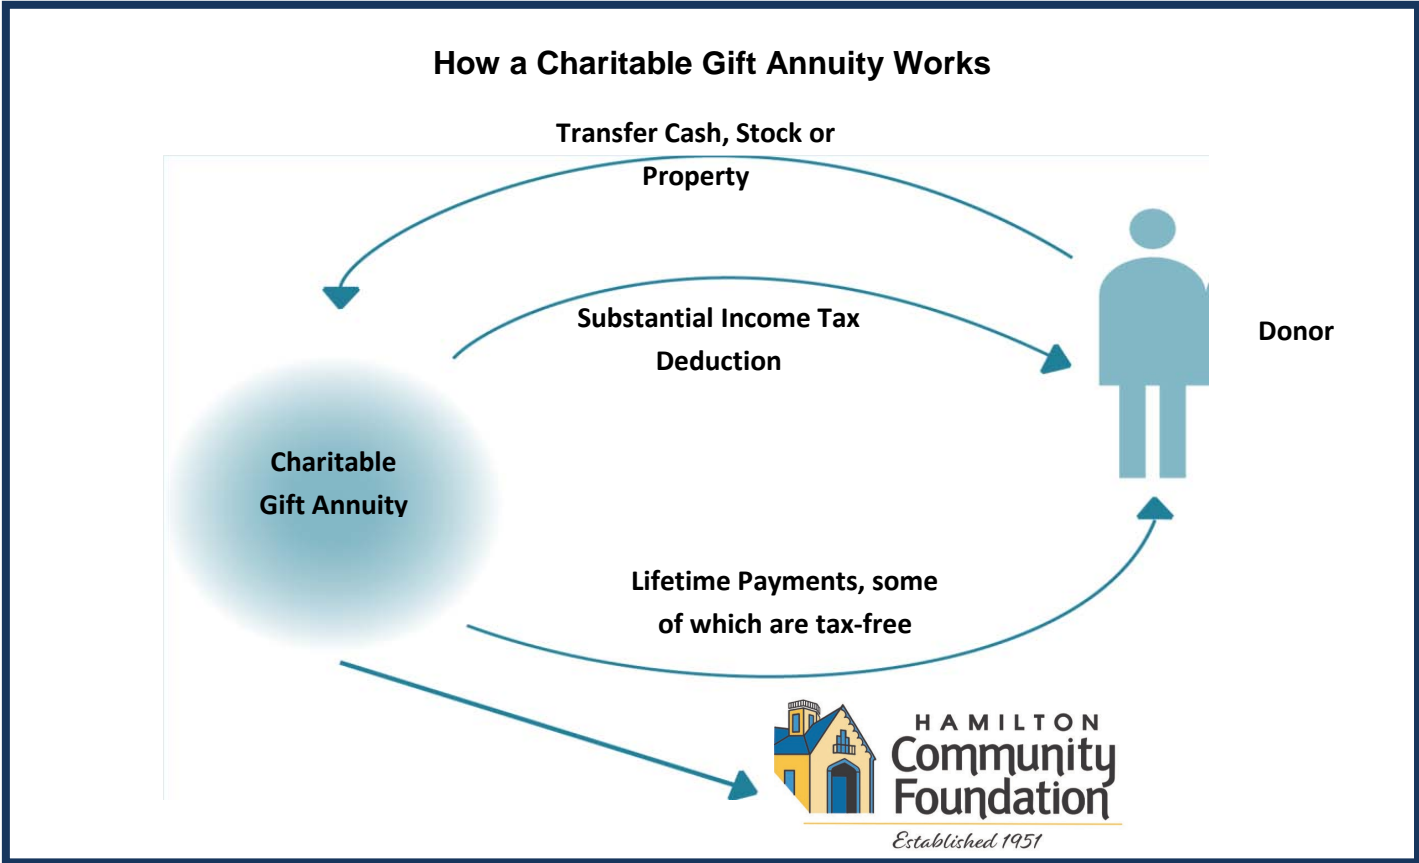 How a Charitable Gift Annuity Works
Transfer Cash, Stock or
Property
Substantial Income Tax
Deduction
Donor
Charitable
Gift Annuity
Lifetime Payments, some
of which are tax-free
HAMILTON
Community
Foundation
Established 1951